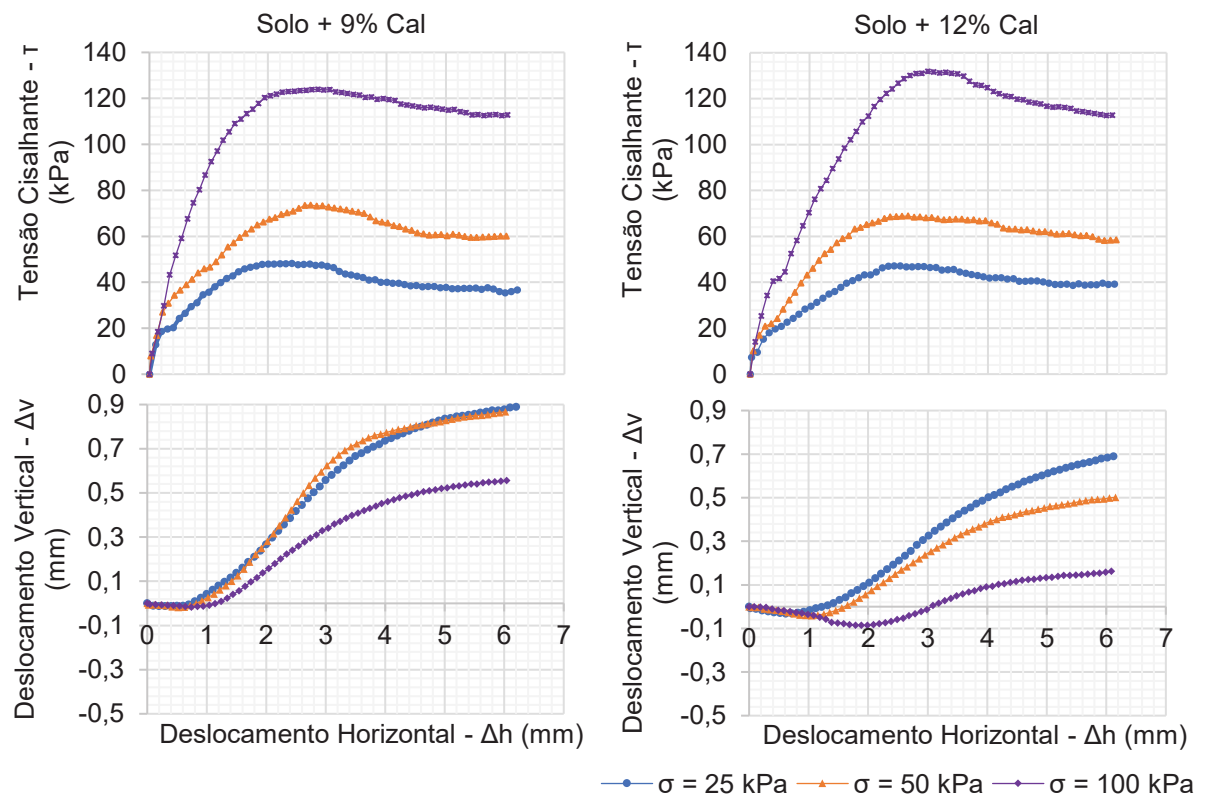 Solo + 9% Cal
Tensão Cisalhante - τ
(kPa)
140
120
100
80
60
40
20
0
Deslocamento Vertical - Δv
(mm)
0,9
0,7
0,5
0,3
0,1
-0,1
-0,3
-0,5
0 1 2 3 4 5 6 7
Deslocamento Horizontal - Δh (mm)
Solo + 12% Cal
Tensão Cisalhante - τ
(kPa)
140
120
100
80
60
40
20
0
Deslocamento Vertical - Δv
(mm)
0,9
0,7
0,5
0,3
0,1
-0,1
-0,3
-0,5
0 1 2 3 4 5 6 7
Deslocamento Horizontal - Δh (mm)
σ = 25 kPa σ = 50 kPa σ = 100 kPa